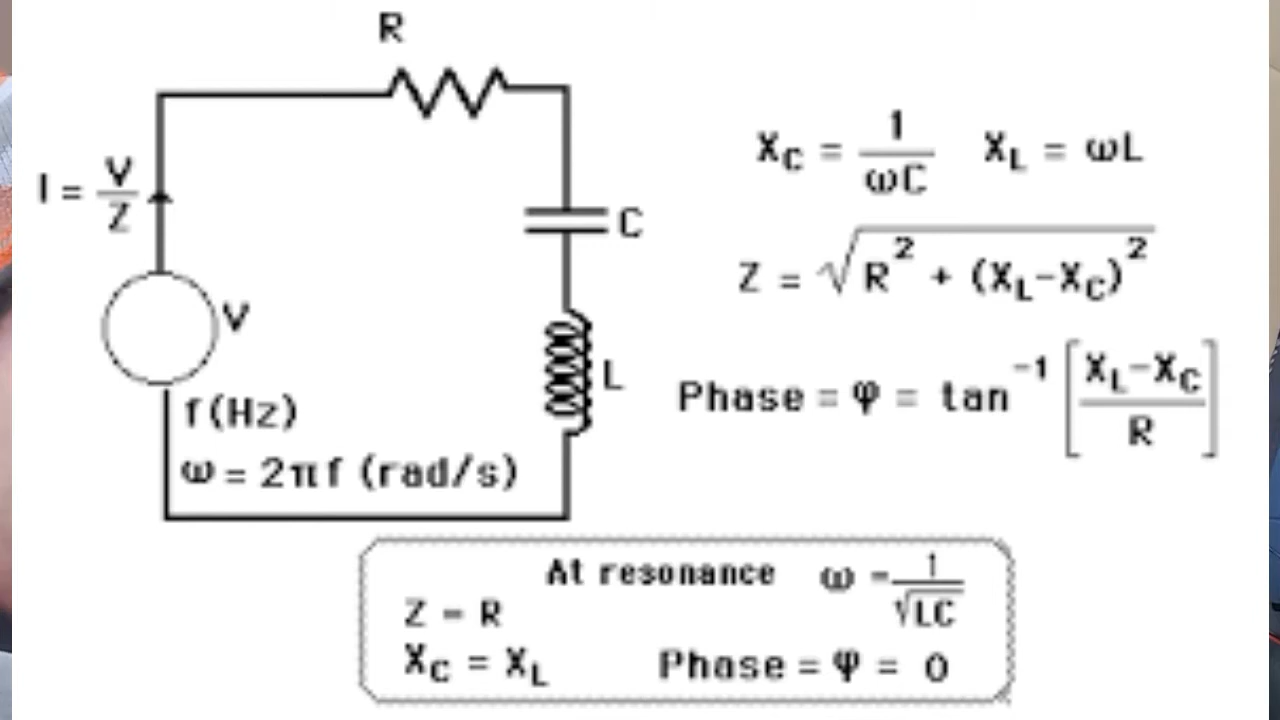 R
I = V/Z
C
V
L
f(Hz)
ω = 2πf (rad/s)
X_C = 1/ωC X_L = ωL
Z = √R² + (X_L-X_C)²
Phase = φ = tan⁻¹ [X_L-X_C/R]
At resonance ω = 1/√LC
Z = R
X_C = X_L Phase = φ = 0